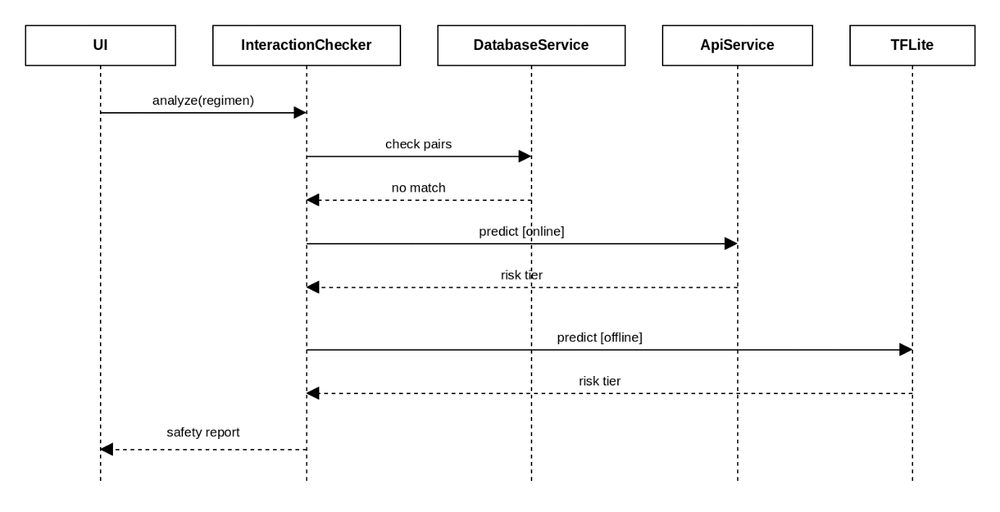 UI
InteractionChecker
DatabaseService
ApiService
TFLite
analyze(regimen)
check pairs
no match
predict [online]
risk tier
predict [offline]
risk tier
safety report